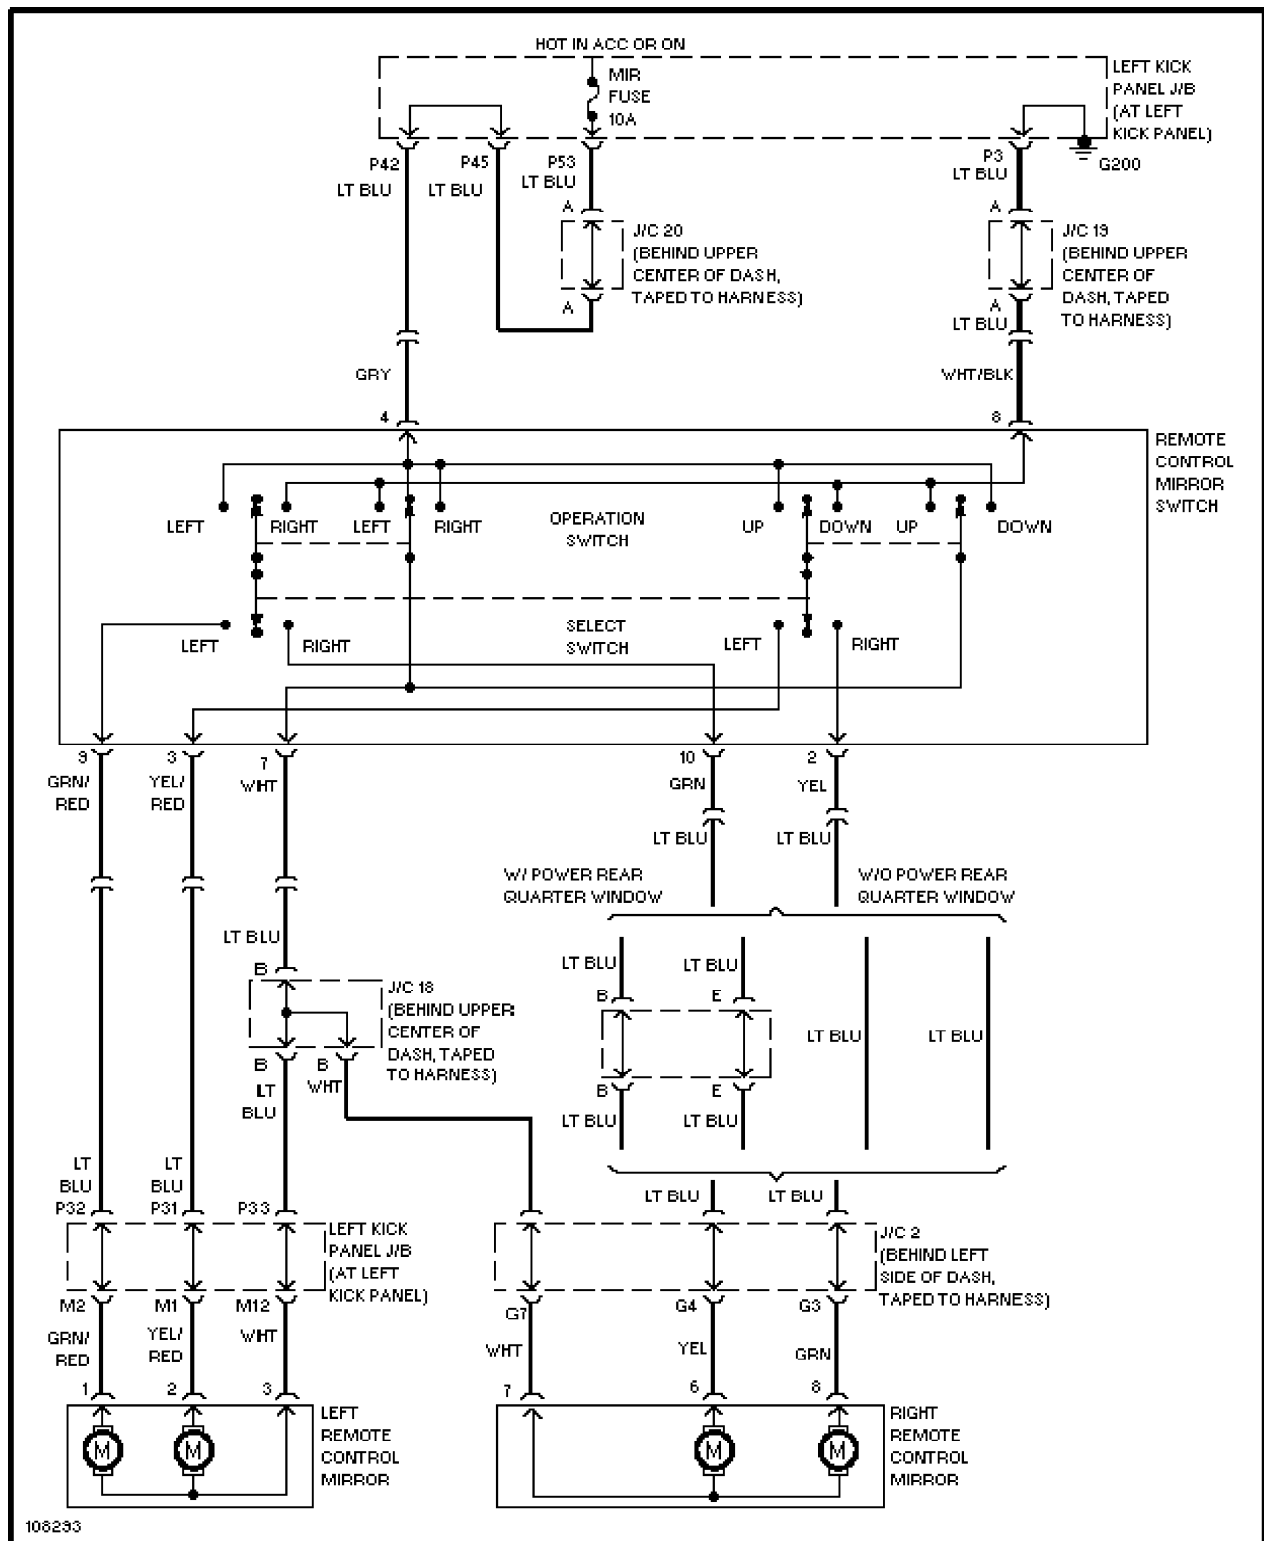 HOT IN ACC OR ON
MIR
FUSE
10A
LEFT KICK
PANEL J/B
(AT LEFT
KICK PANEL)
P42
P45
P53
P3
G200
LT BLU
LT BLU
LT BLU
LT BLU
A
J/C 20
(BEHIND UPPER
CENTER OF DASH,
TAPED TO HARNESS)
A
A
J/C 19
(BEHIND UPPER
CENTER OF
DASH, TAPED
TO HARNESS)
A
LT BLU
GRY
WHT/BLK
4
8
REMOTE
CONTROL
MIRROR
SWITCH
LEFT
RIGHT
LEFT
RIGHT
OPERATION
SWITCH
UP
DOWN
UP
DOWN
LEFT
RIGHT
SELECT
SWITCH
LEFT
RIGHT
9
3
7
10
2
GRN/
RED
YEL/
RED
WHT
GRN
YEL
LT BLU
LT BLU
W/ POWER REAR
QUARTER WINDOW
W/O POWER REAR
QUARTER WINDOW
LT BLU
B
J/C 18
(BEHIND UPPER
CENTER OF
DASH, TAPED
TO HARNESS)
B
B
LT
BLU
WHT
LT BLU
LT BLU
B
E
LT BLU
LT BLU
B
E
LT BLU
LT BLU
LT
BLU
LT
BLU
P32
P31
P33
LT BLU
LT BLU
LEFT KICK
PANEL J/B
(AT LEFT
KICK PANEL)
J/C 2
(BEHIND LEFT
SIDE OF DASH,
TAPED TO HARNESS)
M2
M1
M12
G7
G4
G3
GRN/
RED
YEL/
RED
WHT
WHT
YEL
GRN
1
2
3
7
6
8
LEFT
REMOTE
CONTROL
MIRROR
M
M
RIGHT
REMOTE
CONTROL
MIRROR
M
M
108293